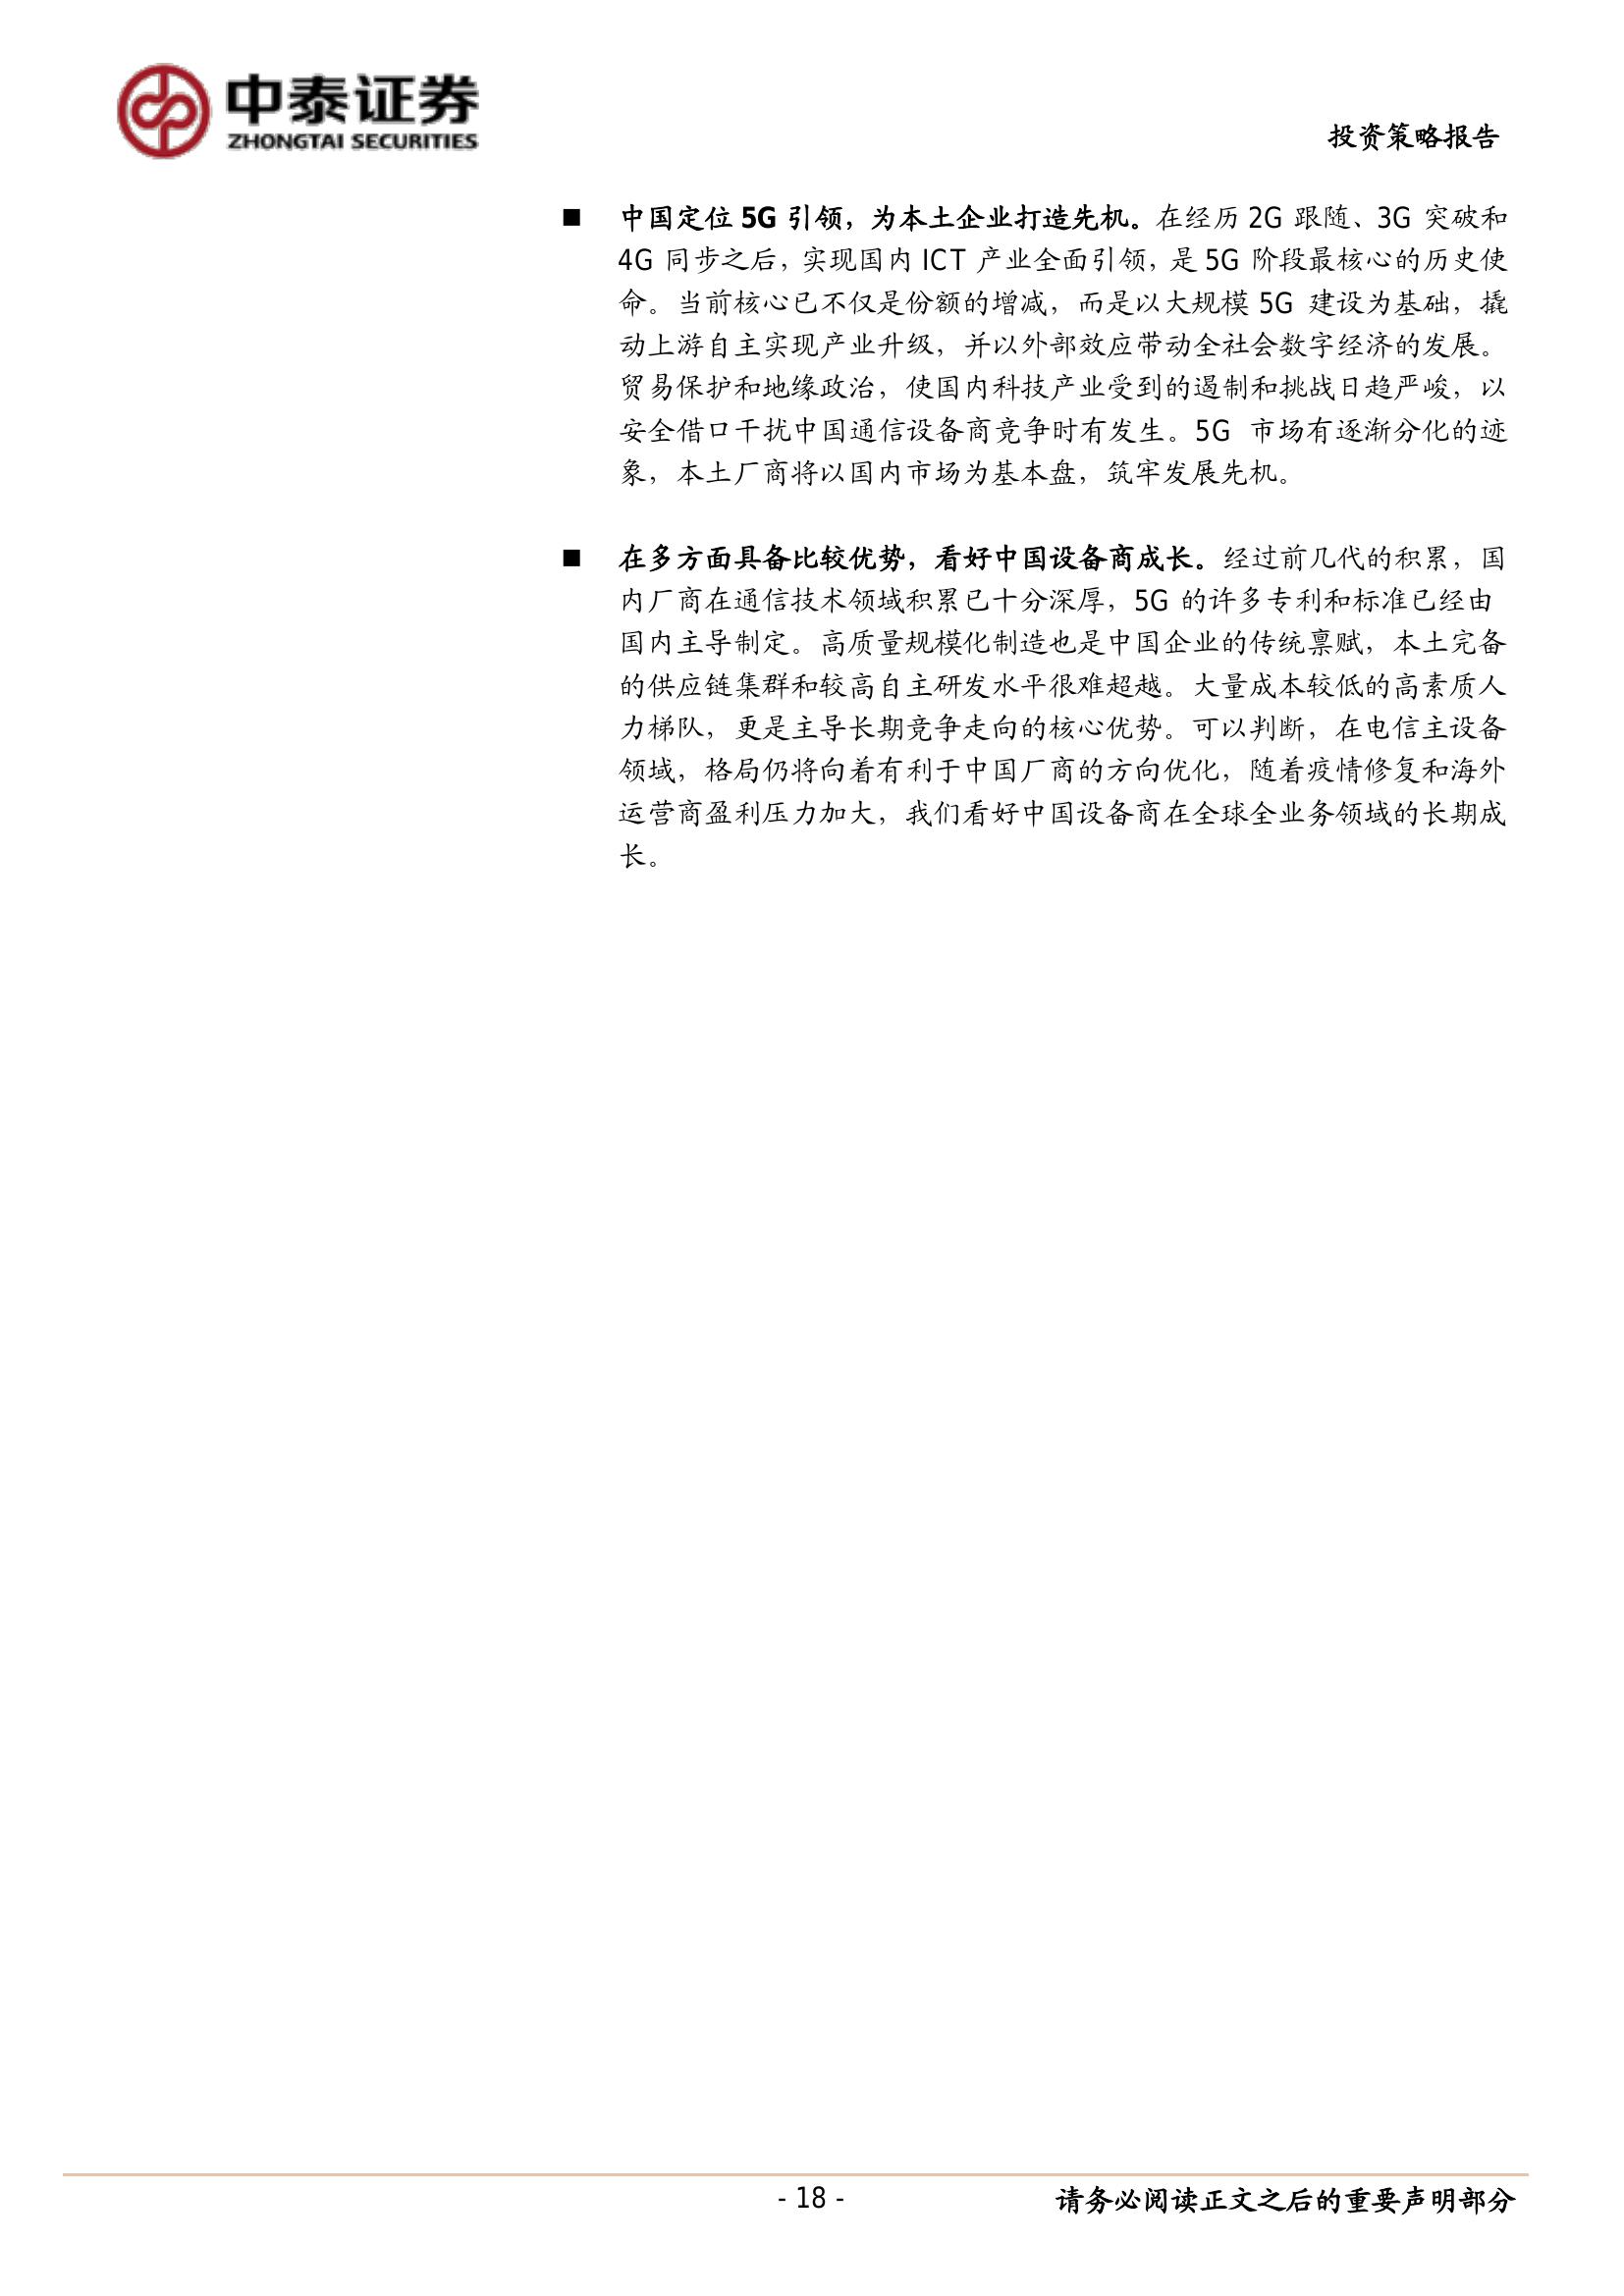 中泰证券
ZHONGTAI SECURITIES
投资策略报告
■ 中国定位 5G 引领，为本土企业打造先机。在经历 2G 跟随、3G 突破和
4G 同步之后，实现国内 ICT 产业全面引领，是 5G 阶段最核心的历史使
命。当前核心已不仅是份额的增减，而是以大规模 5G 建设为基础，撬
动上游自主实现产业升级，并以外部效应带动全社会数字经济的发展。
贸易保护和地缘政治，使国内科技产业受到的遏制和挑战日趋严峻，以
安全借口干扰中国通信设备商竞争时有发生。5G 市场有逐渐分化的迹
象，本土厂商将以国内市场为基本盘，筑牢发展先机。
■ 在多方面具备比较优势，看好中国设备商成长。经过前几代的积累，国
内厂商在通信技术领域积累已十分深厚，5G 的许多专利和标准已经由
国内主导制定。高质量规模化制造也是中国企业的传统禀赋，本土完备
的供应链集群和较高自主研发水平很难超越。大量成本较低的高素质人
力梯队，更是主导长期竞争走向的核心优势。可以判断，在电信主设备
领域，格局仍将向着有利于中国厂商的方向优化，随着疫情修复和海外
运营商盈利压力加大，我们看好中国设备商在全球全业务领域的长期成
长。
- 18 -
请务必阅读正文之后的重要声明部分